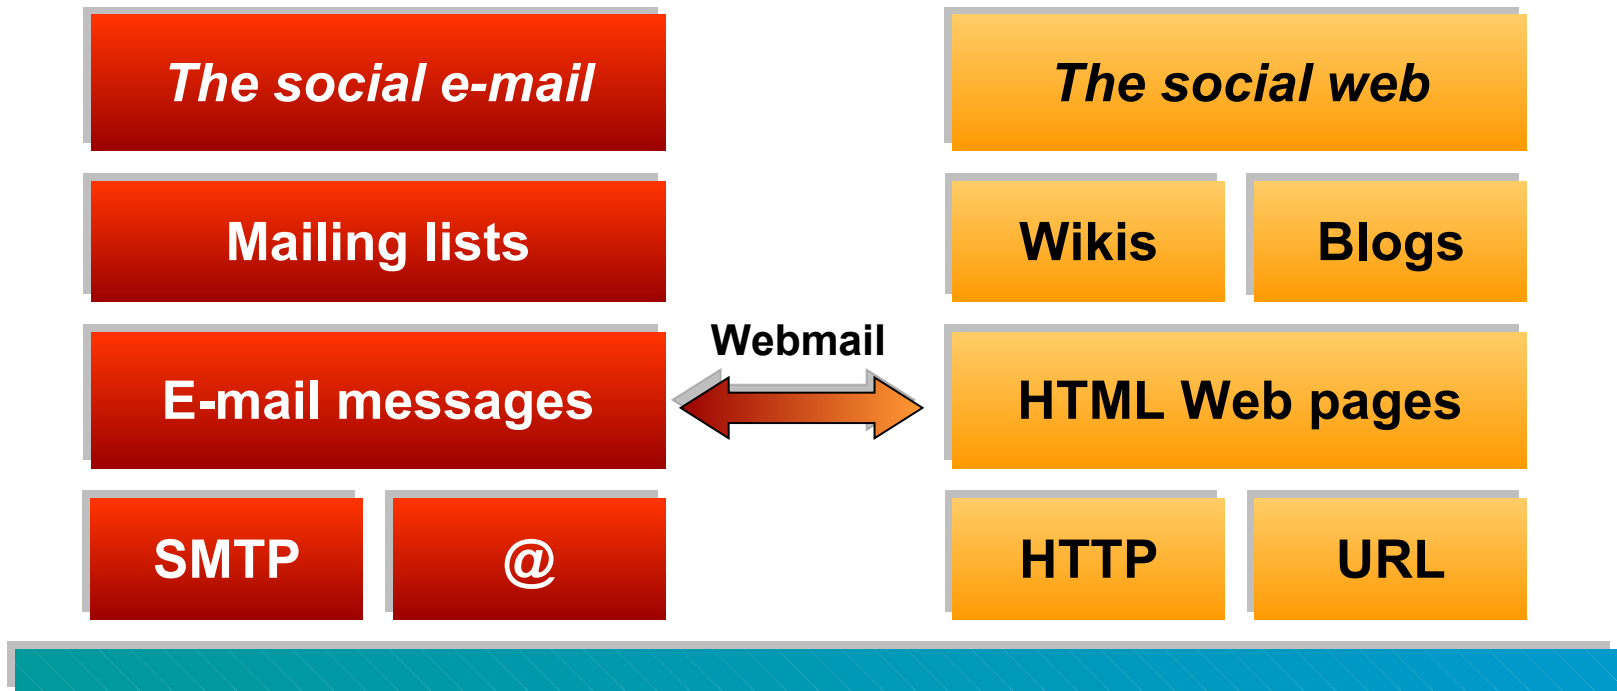 The social e-mail
The social web
Mailing lists
Wikis
Blogs
Webmail
E-mail messages
HTML Web pages
SMTP
@
HTTP
URL